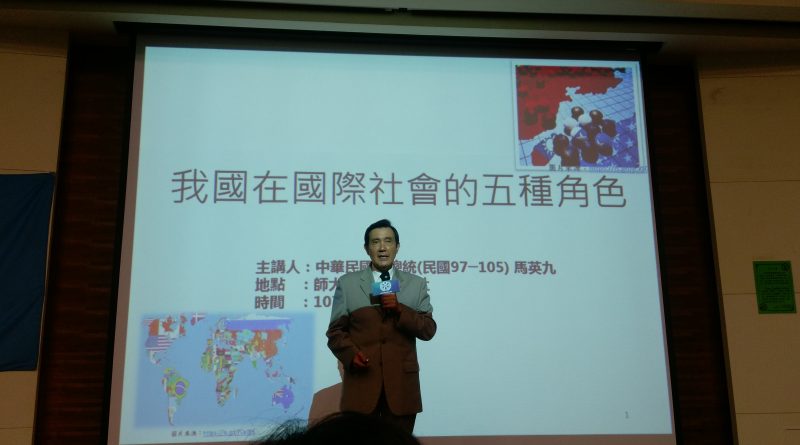 我國在國際社會的五種角色
主講人：中華民國 總統(民國97─105) 馬英九
地點 ：師大
時間 ：10
1